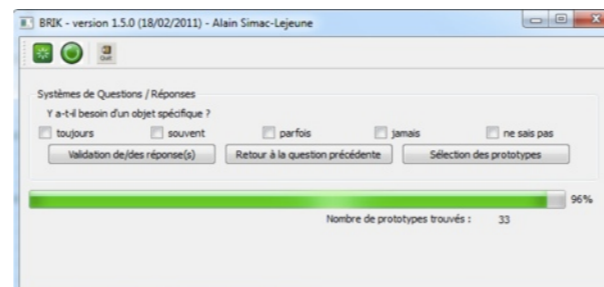 BRIK - version 1.5.0 (18/02/2011) - Alain Simac-Lejeune
Quit
Systèmes de Questions / Réponses
Y a-t-il besoin d'un objet spécifique ?
toujours souvent parfois jamais ne sais pas
Validation de/des réponse(s) Retour à la question précédente Sélection des prototypes
96%
Nombre de prototypes trouvés : 33